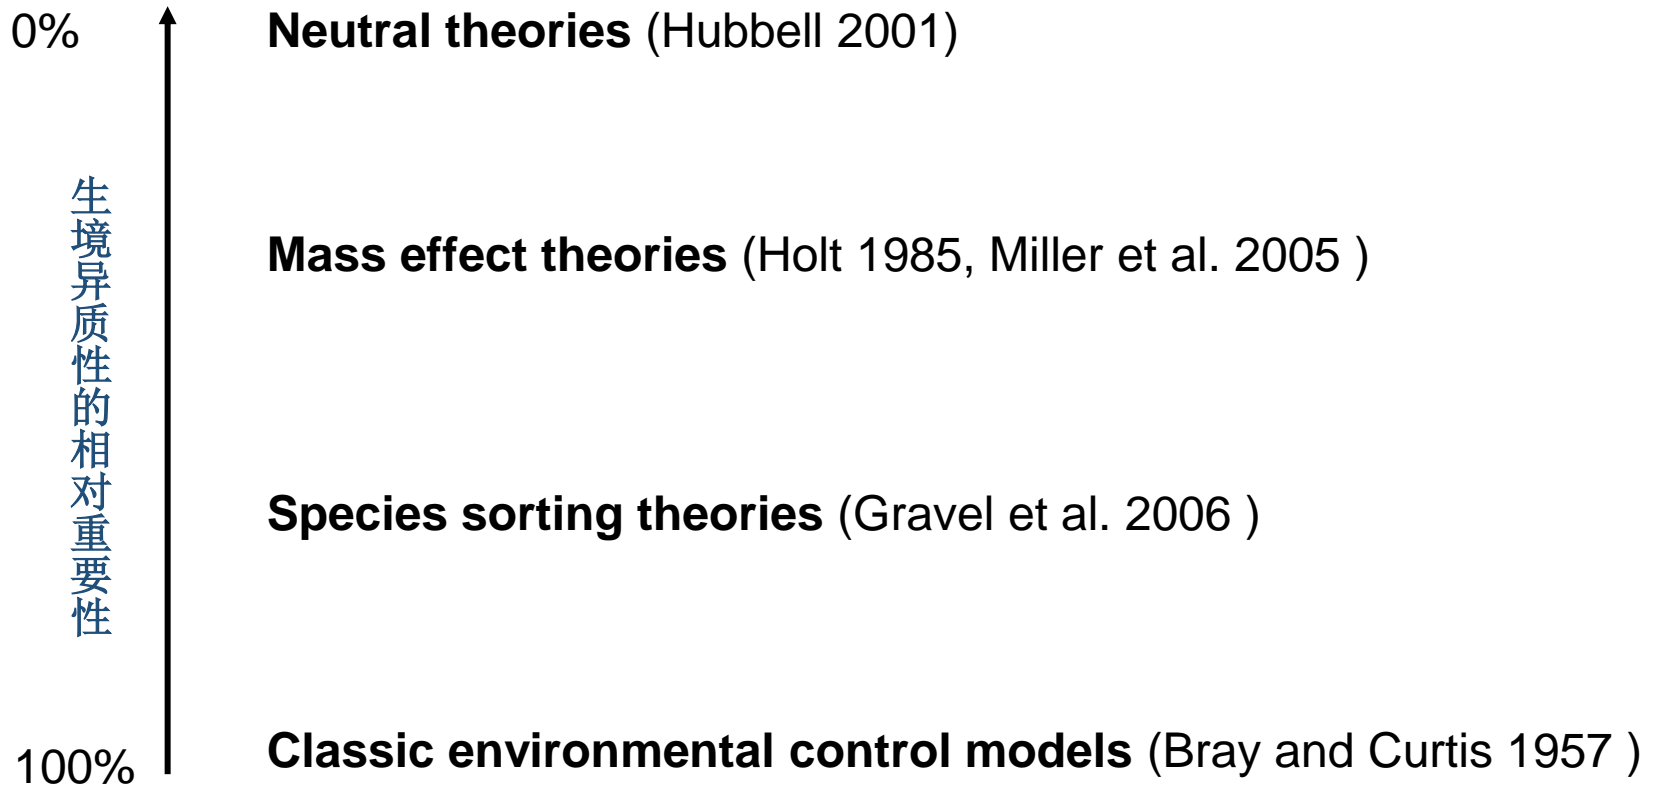 0%
Neutral theories (Hubbell 2001)
生境异质性的相对重要性
Mass effect theories (Holt 1985, Miller et al. 2005 )
Species sorting theories (Gravel et al. 2006 )
Classic environmental control models (Bray and Curtis 1957 )
100%